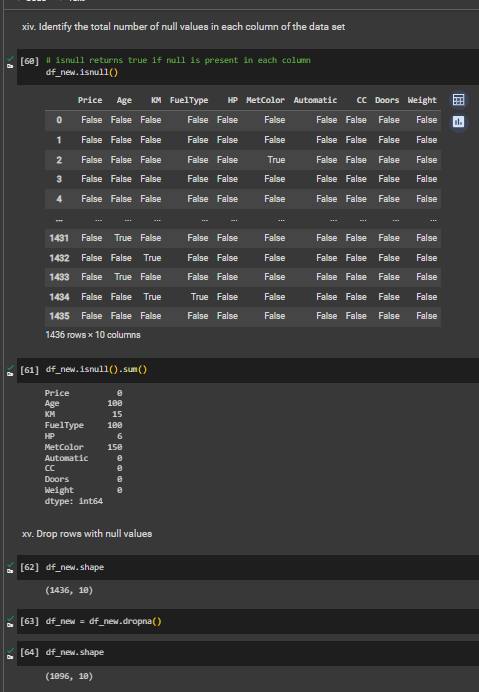 xiv. Identify the total number of null values in each column of the data set
[60] # isnull returns true if null is present in each column
df_new.isnull()
Price Age KM FuelType HP MetColor Automatic CC Doors Weight
0 False False False False False False False False False False
1 False False False False False False False False False False
2 False False False False False True False False False False
3 False False False False False False False False False False
4 False False False False False False False False False False
... ... ... ... ... ... ... ... ... ... ...
1431 False True False False False False False False False False
1432 False False True False False False False False False False
1433 False True False False False False False False False False
1434 False False True True False False False False False False
1435 False False False False False False False False False False
1436 rows × 10 columns
[61] df_new.isnull().sum()
Price 0
Age 100
KM 15
FuelType 100
HP 6
MetColor 150
Automatic 0
CC 0
Doors 0
Weight 0
dtype: int64
xv. Drop rows with null values
[62] df_new.shape
(1436, 10)
[63] df_new = df_new.dropna()
[64] df_new.shape
(1096, 10)